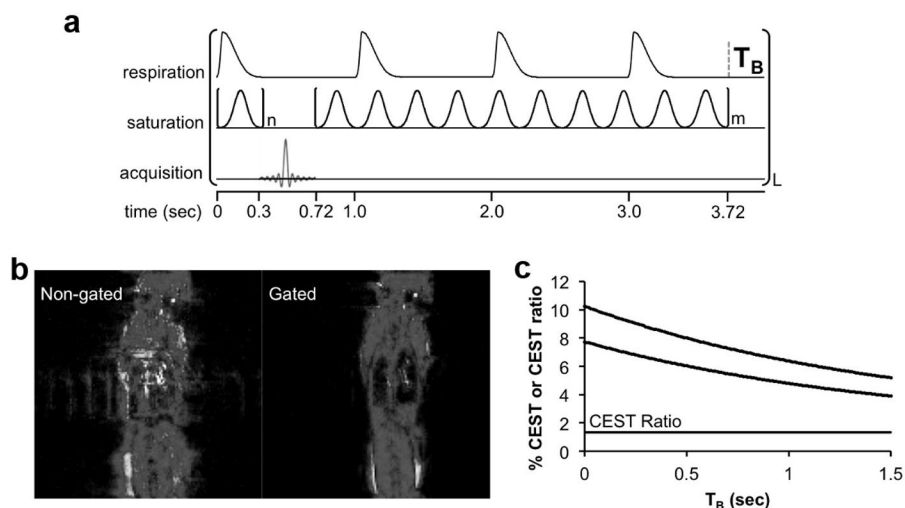 a
respiration
T_B
saturation
n
m
acquisition
L
time (sec)
0 0.3 0.72 1.0 2.0 3.0 3.72
b
Non-gated
Gated
c
% CEST or CEST ratio
12
10
8
6
4
2
0
CEST Ratio
0 0.5 1 1.5
T_B (sec)